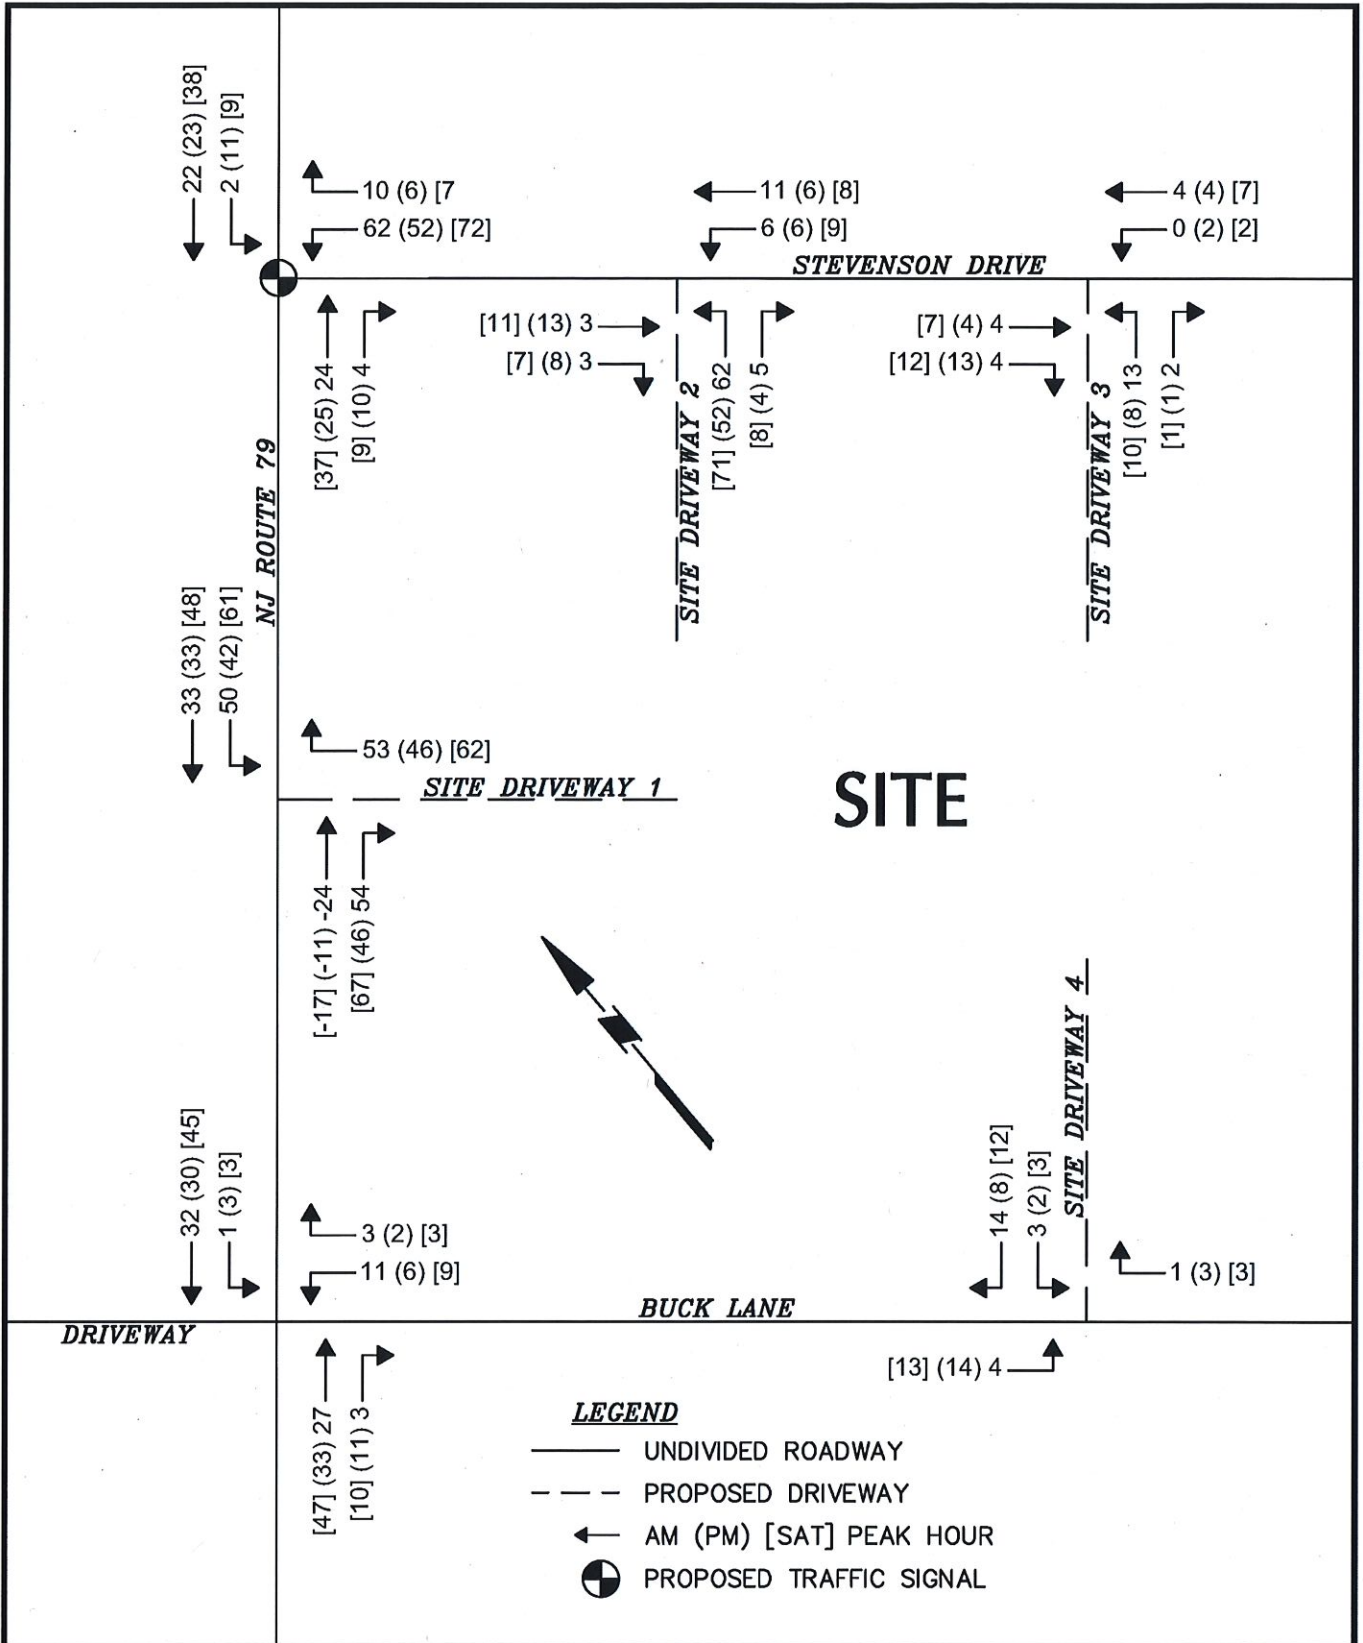 22 (23) [38]
2 (11) [9]
10 (6) [7
62 (52) [72]
11 (6) [8]
6 (6) [9]
4 (4) [7]
0 (2) [2]
STEVENSON DRIVE
[37] (25) 24
[9] (10) 4
[11] (13) 3
[7] (8) 3
SITE DRIVEWAY 2
[71] (52) 62
[8] (4) 5
[7] (4) 4
[12] (13) 4
SITE DRIVEWAY 3
[10] (8) 13
[1] (1) 2
NJ ROUTE 79
33 (33) [48]
50 (42) [61]
53 (46) [62]
SITE DRIVEWAY 1
SITE
[-17] (-11) -24
[67] (46) 54
32 (30) [45]
1 (3) [3]
3 (2) [3]
11 (6) [9]
14 (8) [12]
3 (2) [3]
SITE DRIVEWAY 4
1 (3) [3]
BUCK LANE
DRIVEWAY
[13] (14) 4
[47] (33) 27
[10] (11) 3
LEGEND
UNDIVIDED ROADWAY
PROPOSED DRIVEWAY
AM (PM) [SAT] PEAK HOUR
PROPOSED TRAFFIC SIGNAL